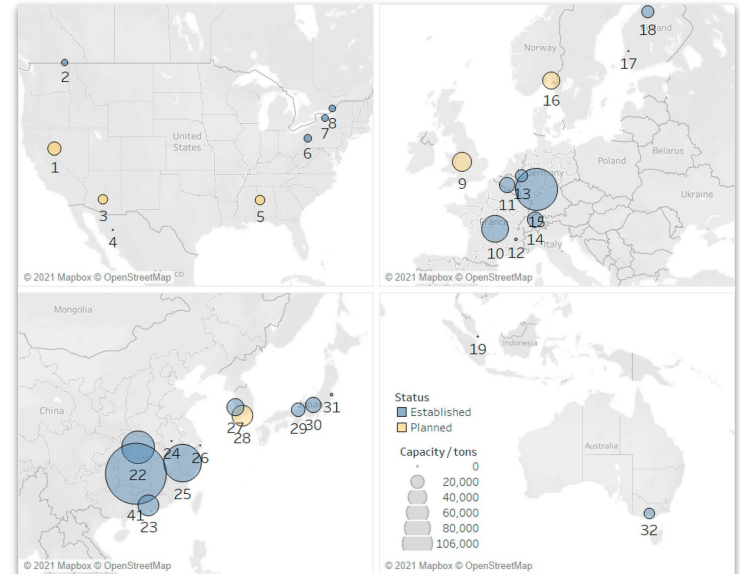 2
United
States
8
7
6
1
3
5
4
© 2021 Mapbox © OpenStreetMap
co
18
land
Norway
17
16
9
Poland
Belarus
Ukraine
13
11
France
15
14
10
12
Italy
© 2021 Mapbox © OpenStreetMap
Mongolia
China
31
27
28
29
30
24
26
22
25
41
23
© 2021 Mapbox © OpenStreetMap
19
Indonesia
Australia
32
Status
Established
Planned
Capacity / tons
0
20,000
40,000
60,000
80,000
106,000
© 2021 Mapbox © OpenStreetMap